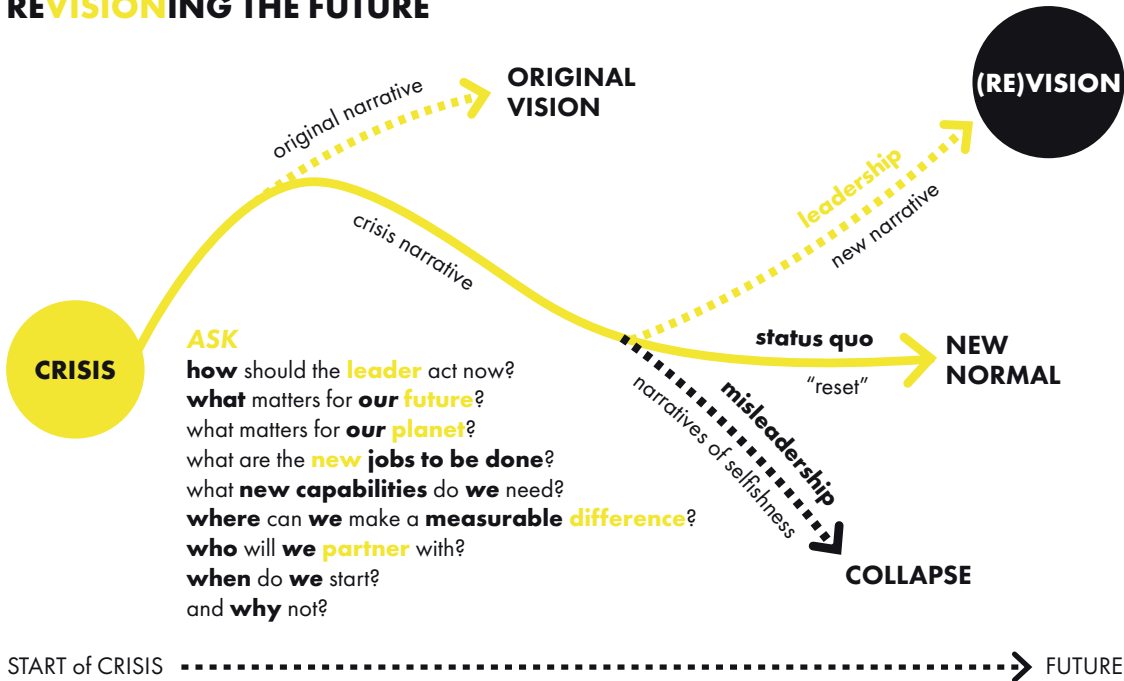 REVISIONING THE FUTURE
original narrative
ORIGINAL
VISION
(RE)VISION
leadership
new narrative
crisis narrative
CRISIS
ASK
how should the leader act now?
what matters for our future?
what matters for our planet?
what are the new jobs to be done?
what new capabilities do we need?
where can we make a measurable difference?
who will we partner with?
when do we start?
and why not?
status quo
"reset"
NEW
NORMAL
misleadership
narratives of selfishness
COLLAPSE
START of CRISIS
FUTURE